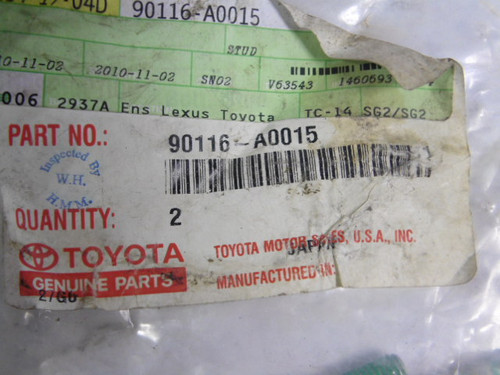 90116-A0015
STUD
2010-11-02 SN02 V63543 1460693
006 2937A Ens Lexus Toyota TC-14 SG2/SG2
PART NO.: 90116-A0015
Inspected By
W.H.
H.M.M.
QUANTITY: 2
TOYOTA
GENUINE PARTS
TOYOTA MOTOR SALES, U.S.A., INC.
JAPAN
MANUFACTURED IN: